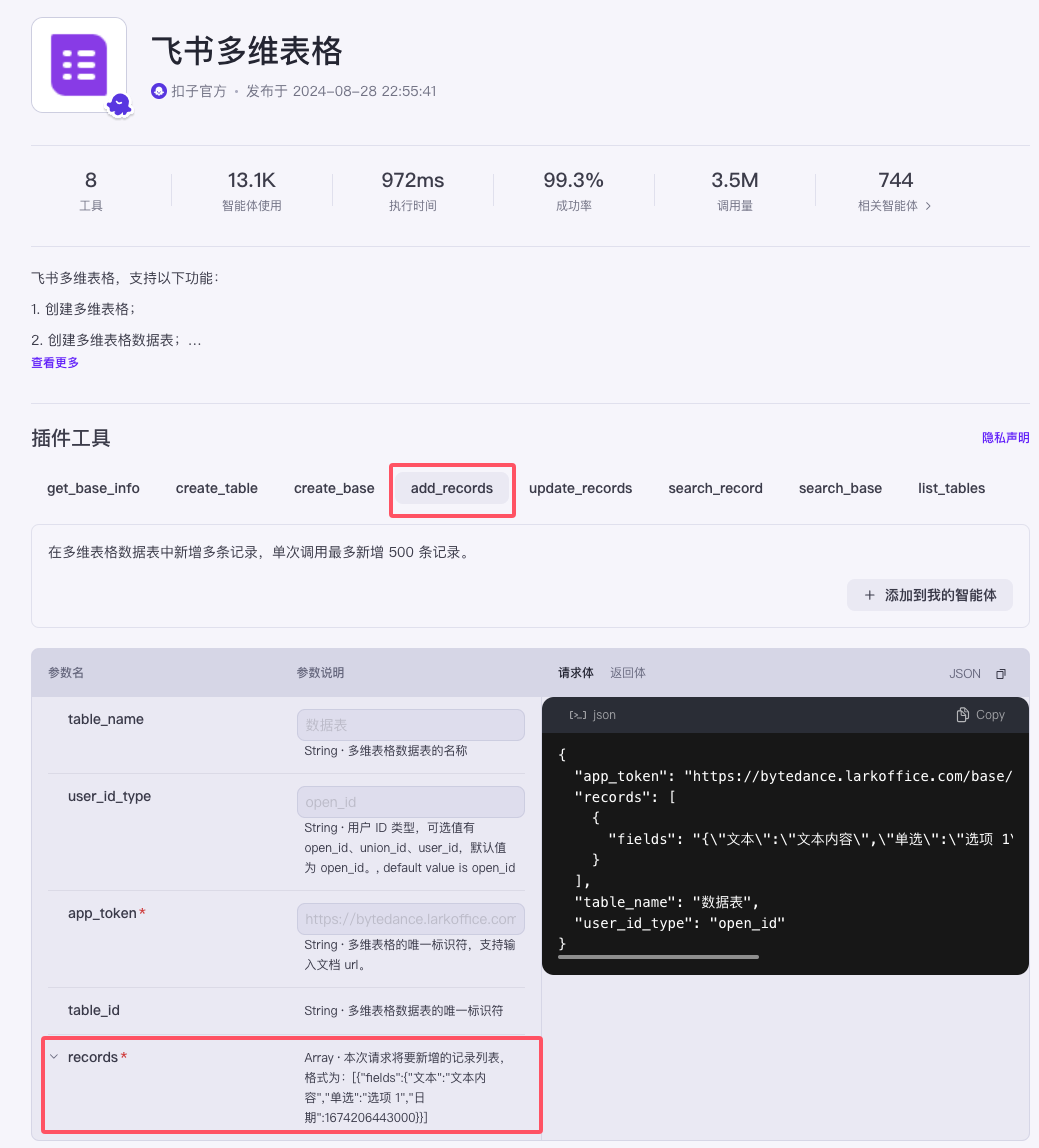 飞书多维表格
扣子官方 • 发布于 2024-08-28 22:55:41
8 13.1K 972ms 99.3% 3.5M 744
工具 智能体使用 执行时间 成功率 调用量 相关智能体 >
飞书多维表格，支持以下功能：
1. 创建多维表格；
2. 创建多维表格数据表；...
查看更多
插件工具 隐私声明
get_base_info create_table create_base add_records update_records search_record search_base list_tables
在多维表格数据表中新增多条记录，单次调用最多新增 500 条记录。
+ 添加到我的智能体
参数名 参数说明
table_name 数据表
String · 多维表格数据表的名称
user_id_type open_id
String · 用户 ID 类型，可选值有
open_id、union_id、user_id，默认值
为 open_id。, default value is open_id
app_token* https://bytedance.larkoffice.com
String · 多维表格的唯一标识符，支持输
入文档 url。
table_id String · 多维表格数据表的唯一标识符
records* Array · 本次请求将要新增的记录列表，
格式为：[{"fields":{"文本":"文本内
容","单选":"选项 1","日
期":1674206443000}}]
请求体 返回体 JSON
[>_] json Copy
{
"app_token": "https://bytedance.larkoffice.com/base/
"records": [
{
"fields": "{\"文本\":\"文本内容\",\"单选\":\"选项 1\
}
],
"table_name": "数据表",
"user_id_type": "open_id"
}